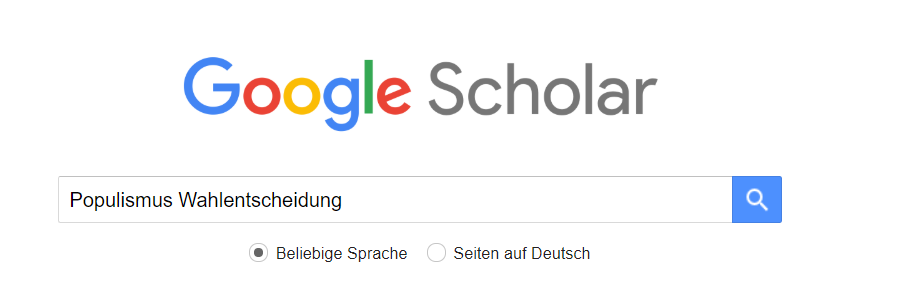 Google Scholar
Populismus Wahlentscheidung
Beliebige Sprache Seiten auf Deutsch